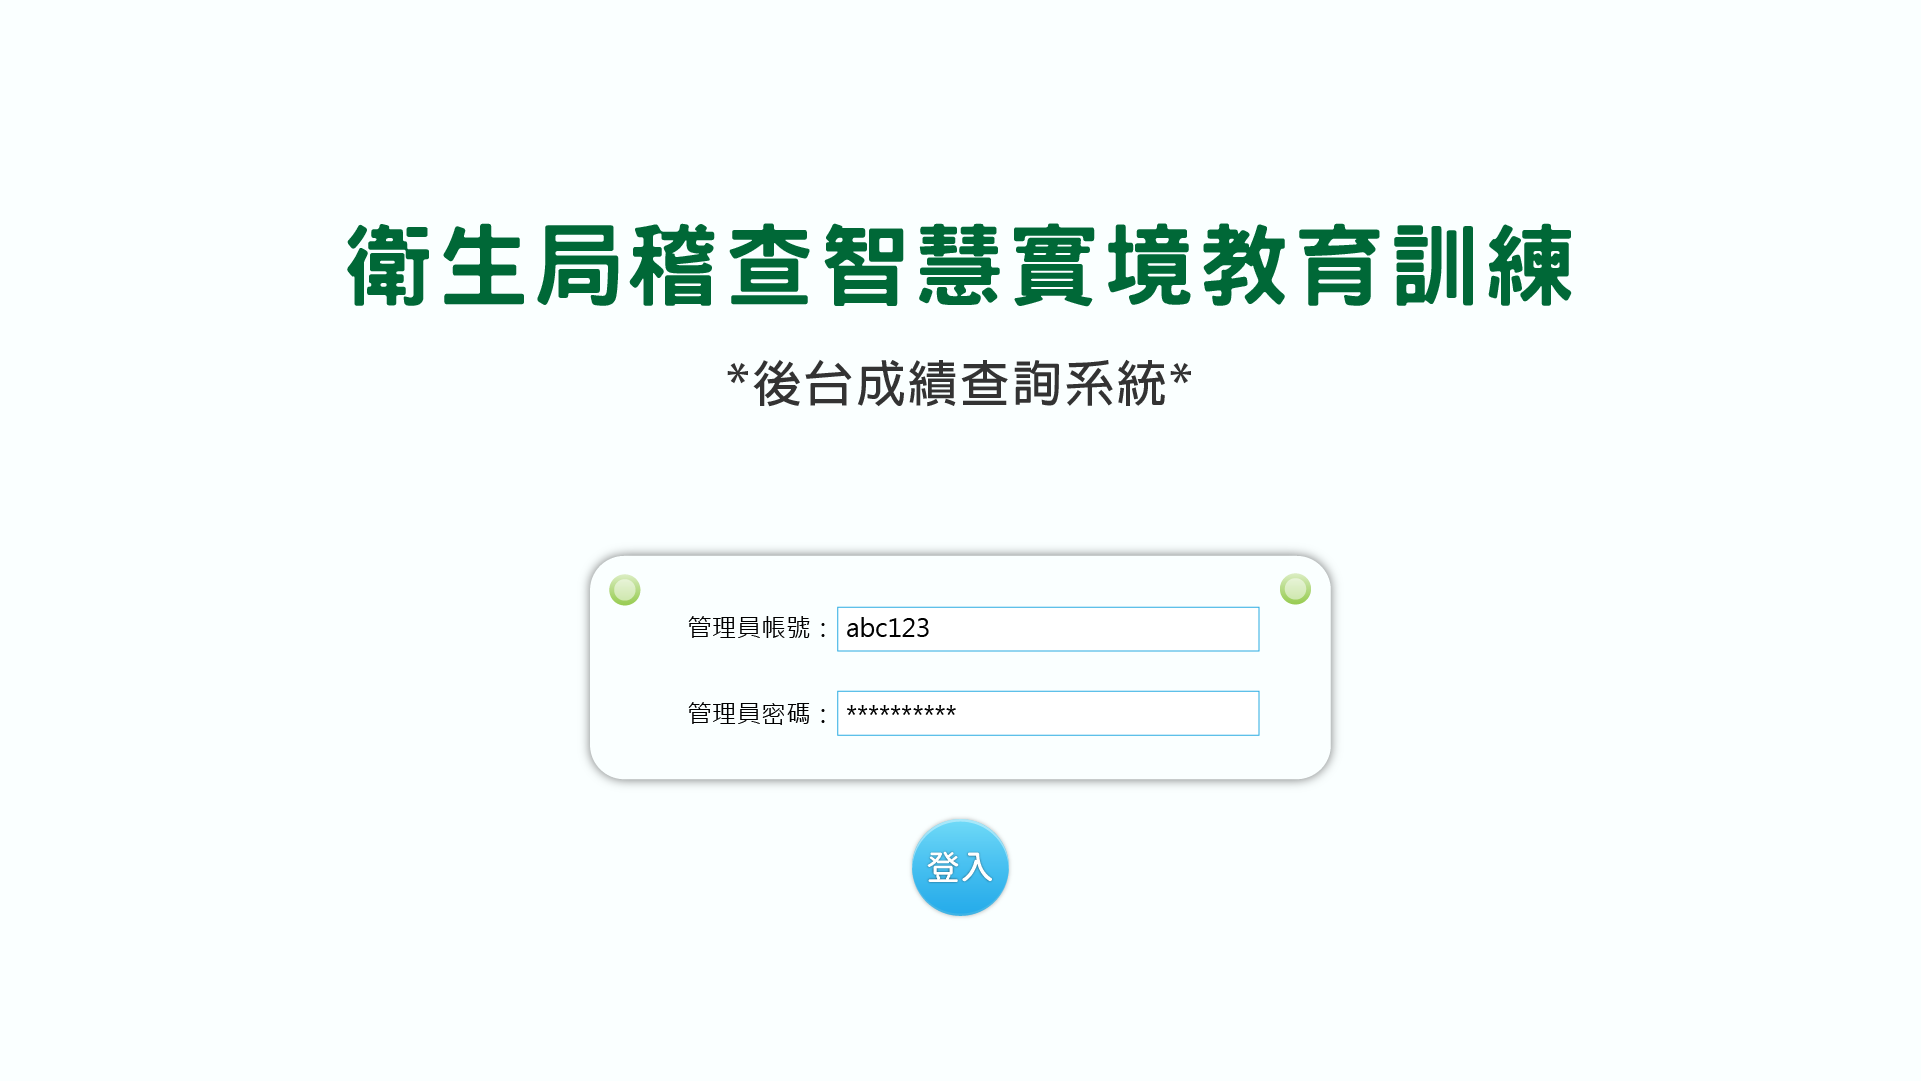 衛生局稽查智慧實境教育訓練
*後台成績查詢系統*
管理員帳號：abc123
管理員密碼：**********
登入